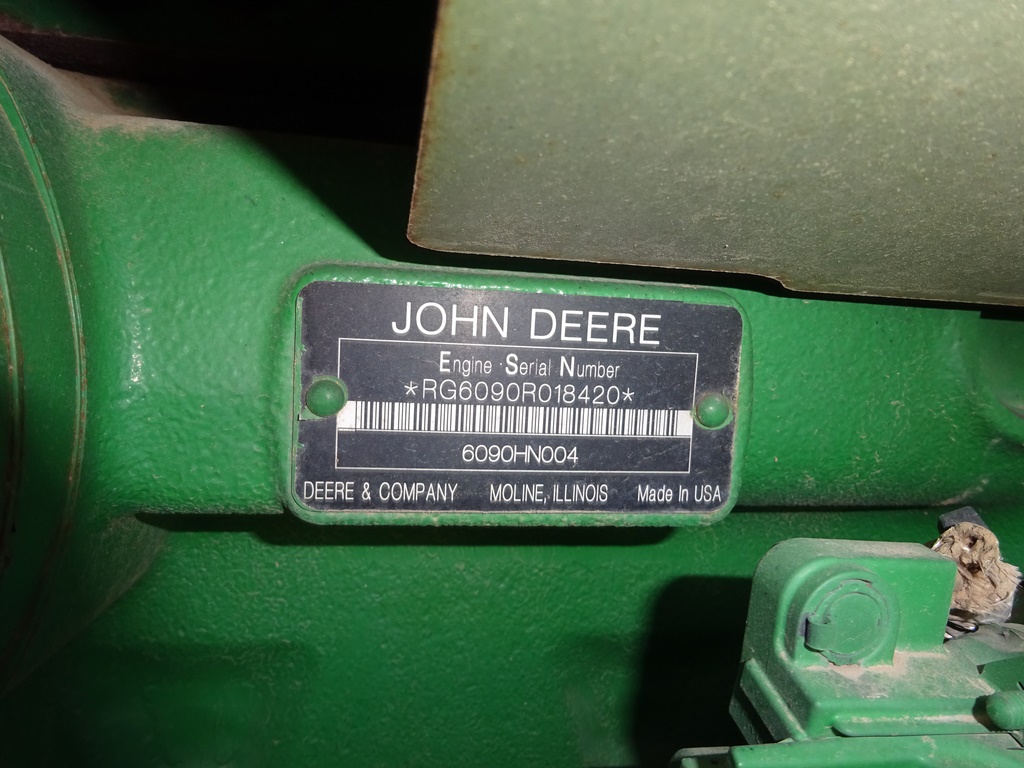 JOHN DEERE
Engine Serial Number
*RG6090R018420*
6090HN004
DEERE & COMPANY MOLINE, ILLINOIS Made In USA